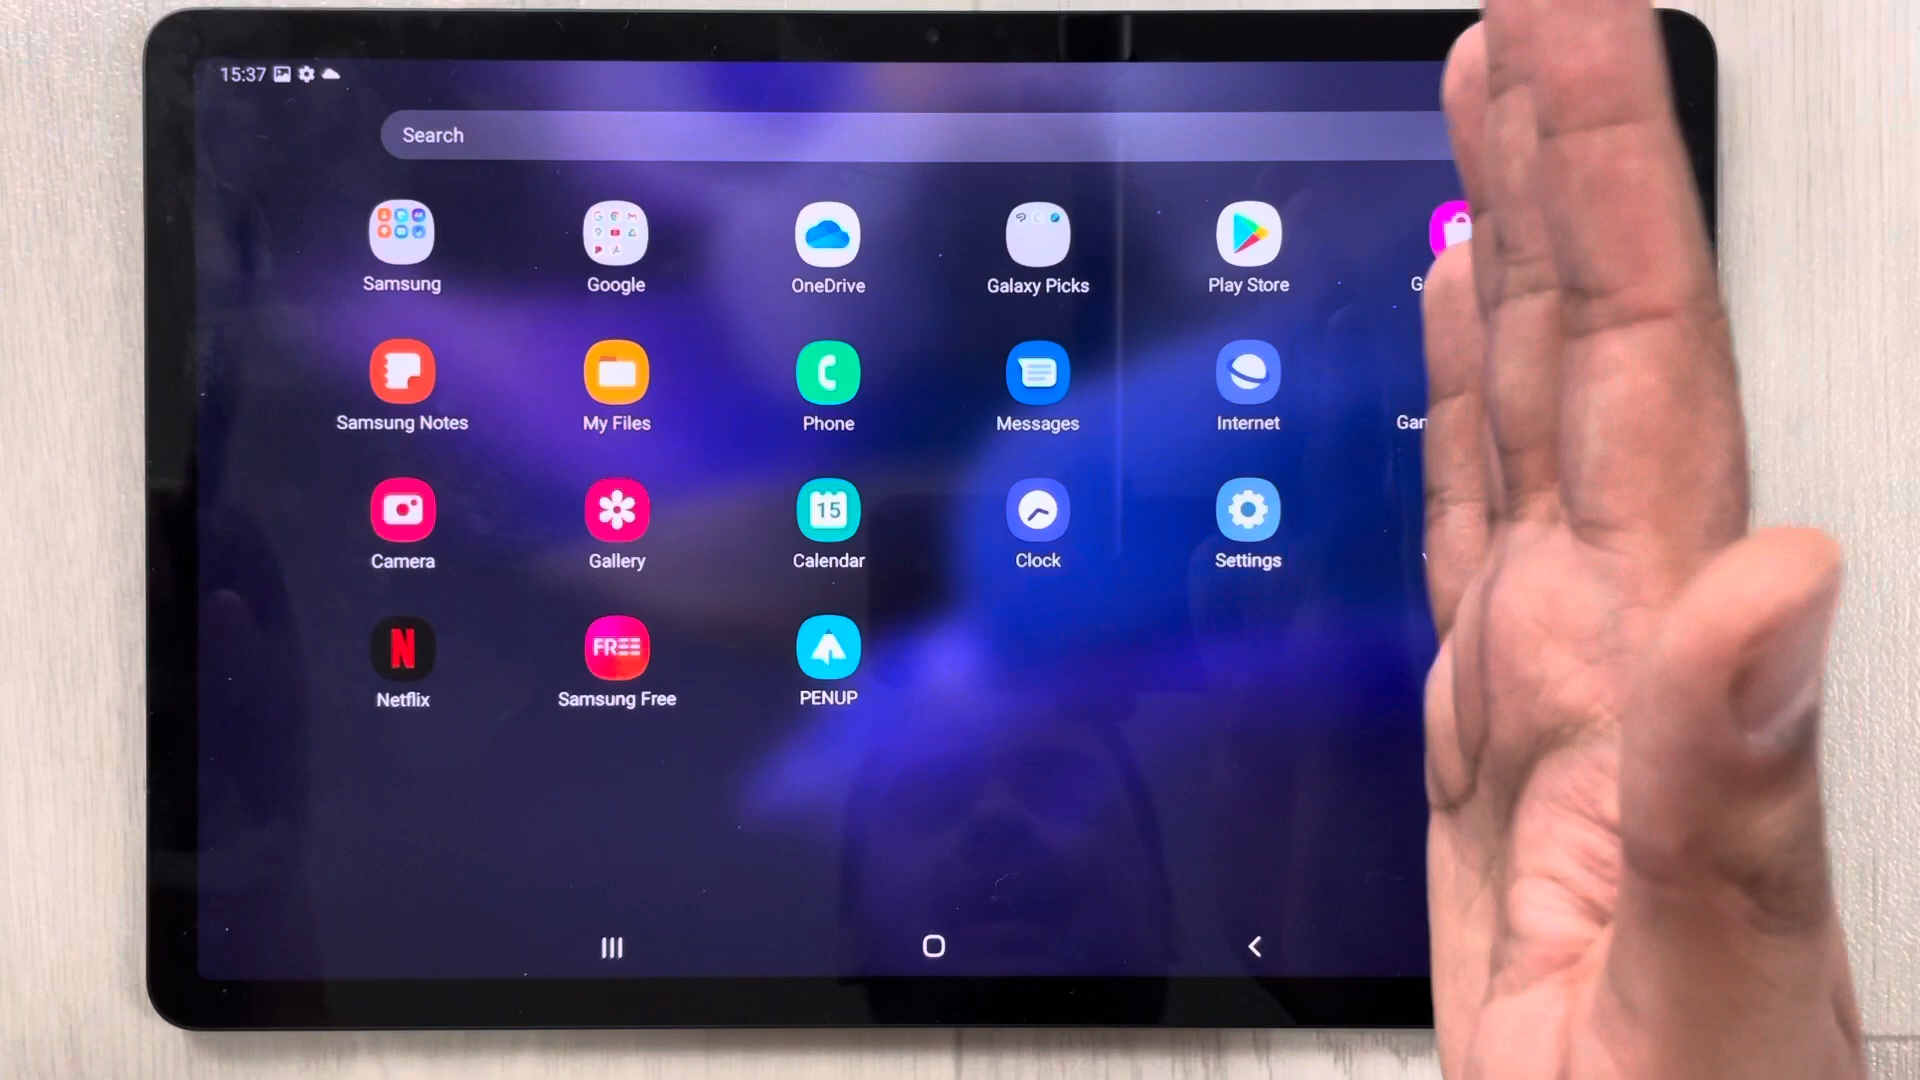 15:37
Search
Samsung
Google
OneDrive
Galaxy Picks
Play Store
Samsung Notes
My Files
Phone
Messages
Internet
Camera
Gallery
15
Calendar
Clock
Settings
N
Netflix
FREE
Samsung Free
PENUP